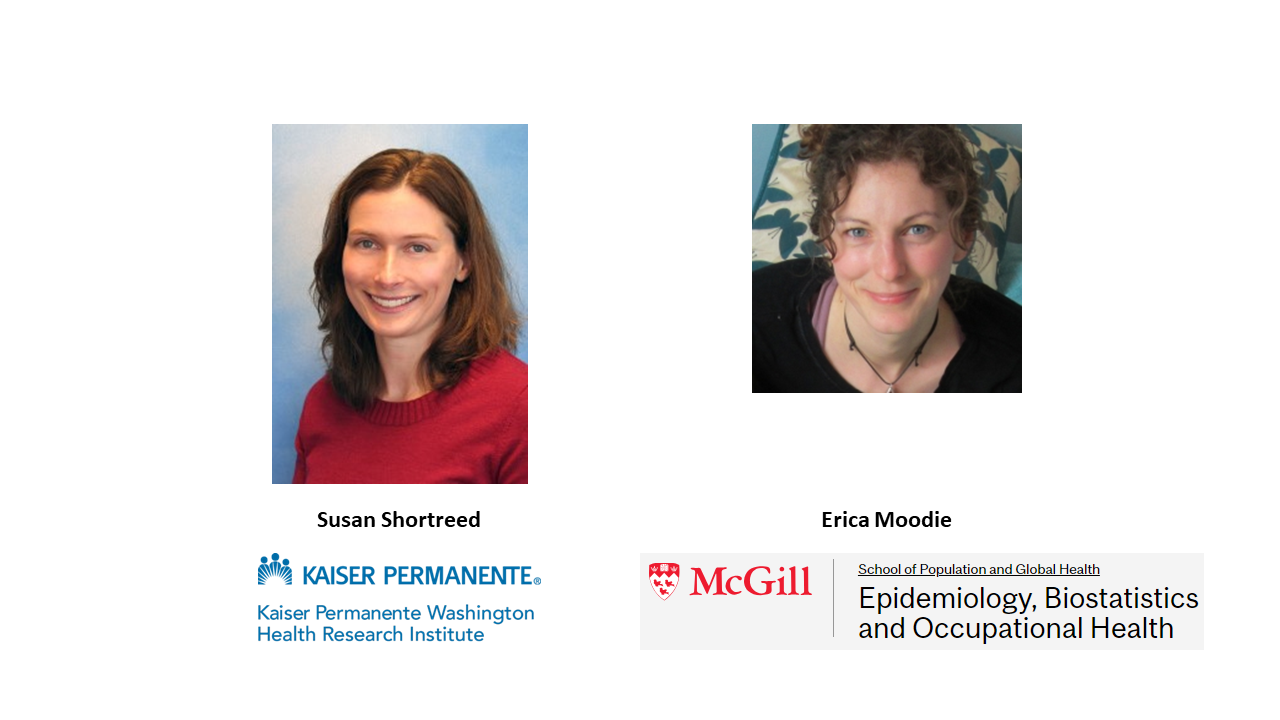 Susan Shortreed
Erica Moodie
KAISER PERMANENTE®
Kaiser Permanente Washington
Health Research Institute
McGill
School of Population and Global Health
Epidemiology, Biostatistics
and Occupational Health